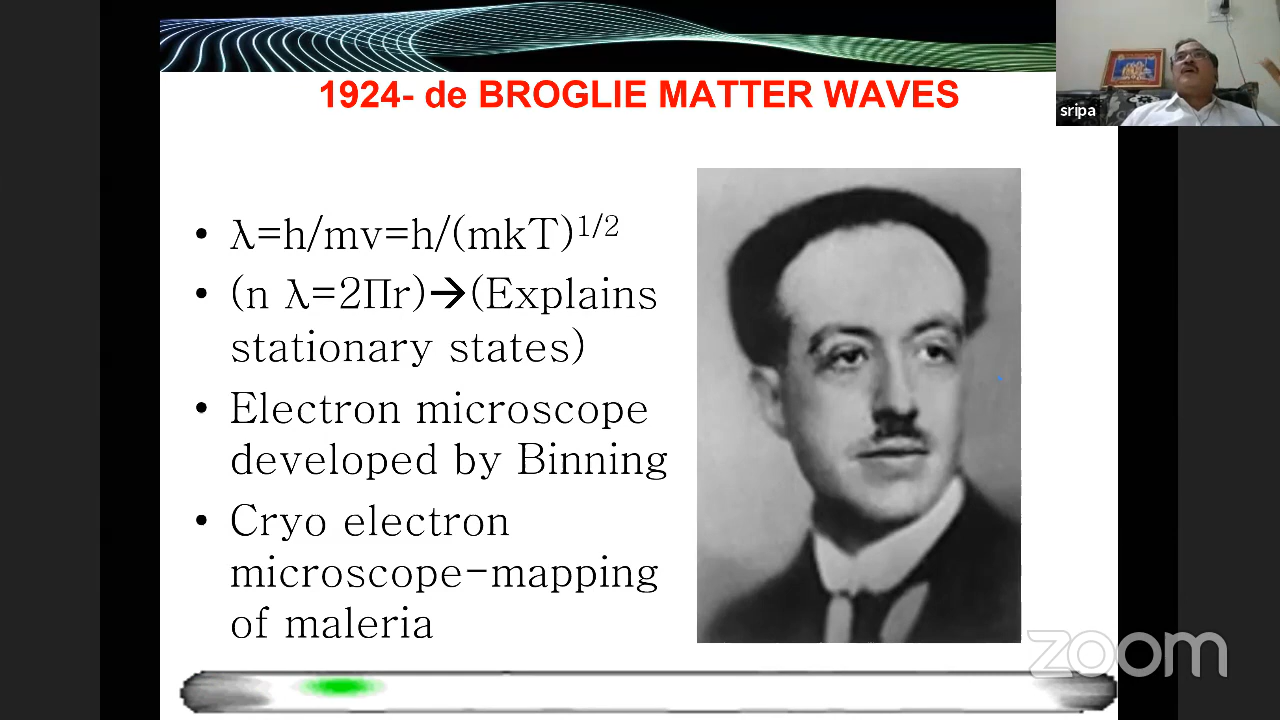 1924- de BROGLIE MATTER WAVES
sripa
• λ=h/mv=h/(mkT)^1/2
• (n λ=2Πr)→(Explains
stationary states)
• Electron microscope
developed by Binning
• Cryo electron
microscope-mapping
of maleria
zoom